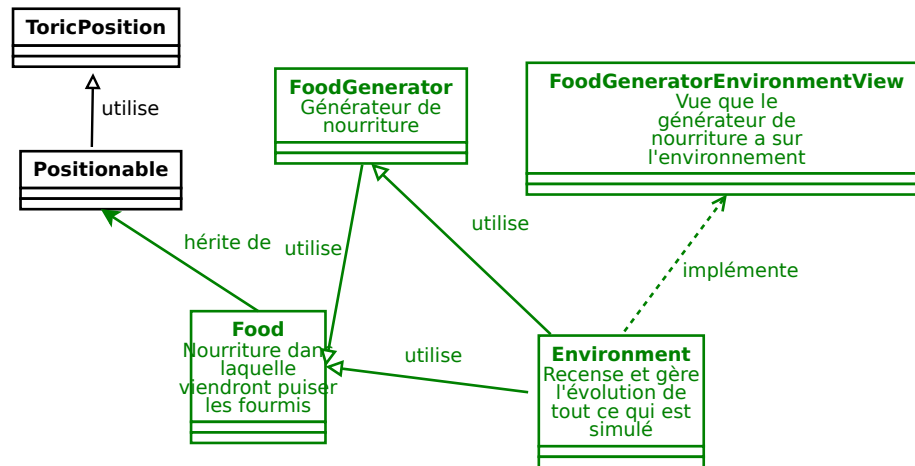 ToricPosition
utilise
Positionable
FoodGenerator
Générateur de
nourriture
FoodGeneratorEnvironmentView
Vue que le
générateur de
nourriture a sur
l'environnement
hérite de
utilise
utilise
implémente
Food
Nourriture dans
laquelle
viendront puiser
les fourmis
utilise
Environment
Recense et gère
l'évolution de
tout ce qui est
simulé